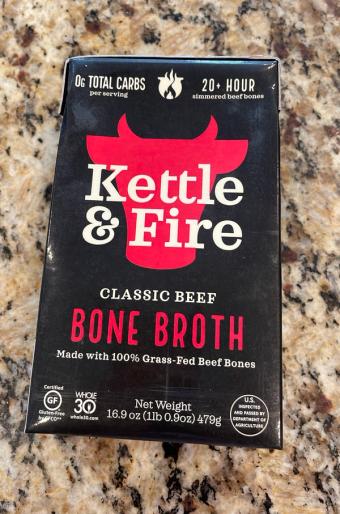 0g TOTAL CARBS
per serving
20+ HOUR
simmered beef bones
Kettle
& Fire
CLASSIC BEEF
BONE BROTH
Made with 100% Grass-Fed Beef Bones
Certified
GF
Gluten-Free
WHOLE
30
whole30.com
Net Weight
16.9 oz (1lb 0.9oz) 479g
U.S.
INSPECTED
AND PASSED BY
DEPARTMENT OF
AGRICULTURE